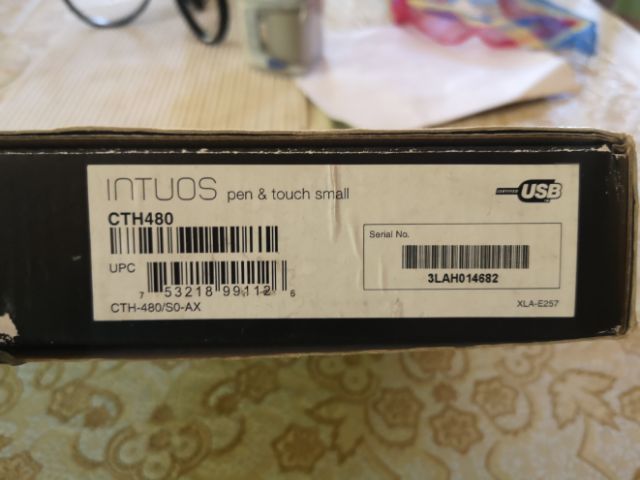 INTUOS pen & touch small
CTH480
UPC
7 53218 99112 6
CTH-480/S0-AX
CERTIFIED USB
Serial No.
3LAH014682
XLA-E257